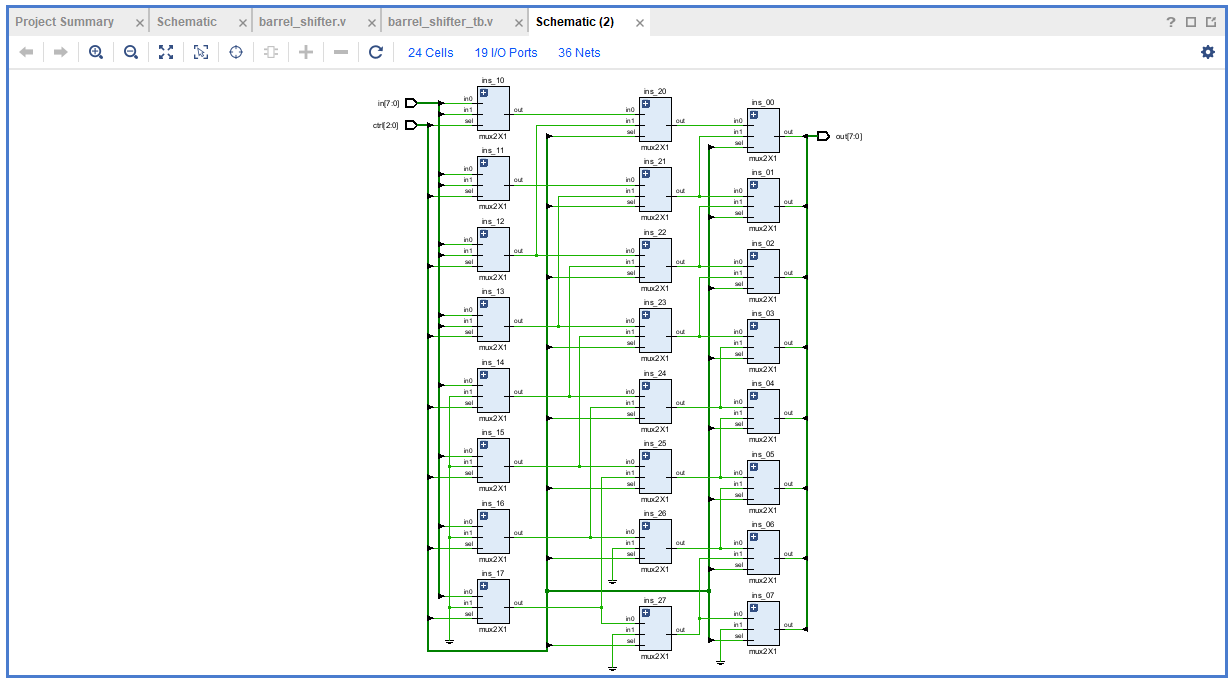 Project Summary × Schematic × barrel_shifter.v × barrel_shifter_tb.v × Schematic (2) × ?
24 Cells 19 I/O Ports 36 Nets
in[7:0]
ctrl[2:0]
out[7:0]
ins_10
in0
in1
sel
out
mux2X1
ins_11
in0
in1
sel
out
mux2X1
ins_12
in0
in1
sel
out
mux2X1
ins_13
in0
in1
sel
out
mux2X1
ins_14
in0
in1
sel
out
mux2X1
ins_15
in0
in1
sel
out
mux2X1
ins_16
in0
in1
sel
out
mux2X1
ins_17
in0
in1
sel
out
mux2X1
ins_20
in0
in1
sel
out
mux2X1
ins_21
in0
in1
sel
out
mux2X1
ins_22
in0
in1
sel
out
mux2X1
ins_23
in0
in1
sel
out
mux2X1
ins_24
in0
in1
sel
out
mux2X1
ins_25
in0
in1
sel
out
mux2X1
ins_26
in0
in1
sel
out
mux2X1
ins_27
in0
in1
sel
out
mux2X1
ins_00
in0
in1
sel
out
mux2X1
ins_01
in0
in1
sel
out
mux2X1
ins_02
in0
in1
sel
out
mux2X1
ins_03
in0
in1
sel
out
mux2X1
ins_04
in0
in1
sel
out
mux2X1
ins_05
in0
in1
sel
out
mux2X1
ins_06
in0
in1
sel
out
mux2X1
ins_07
in0
in1
sel
out
mux2X1